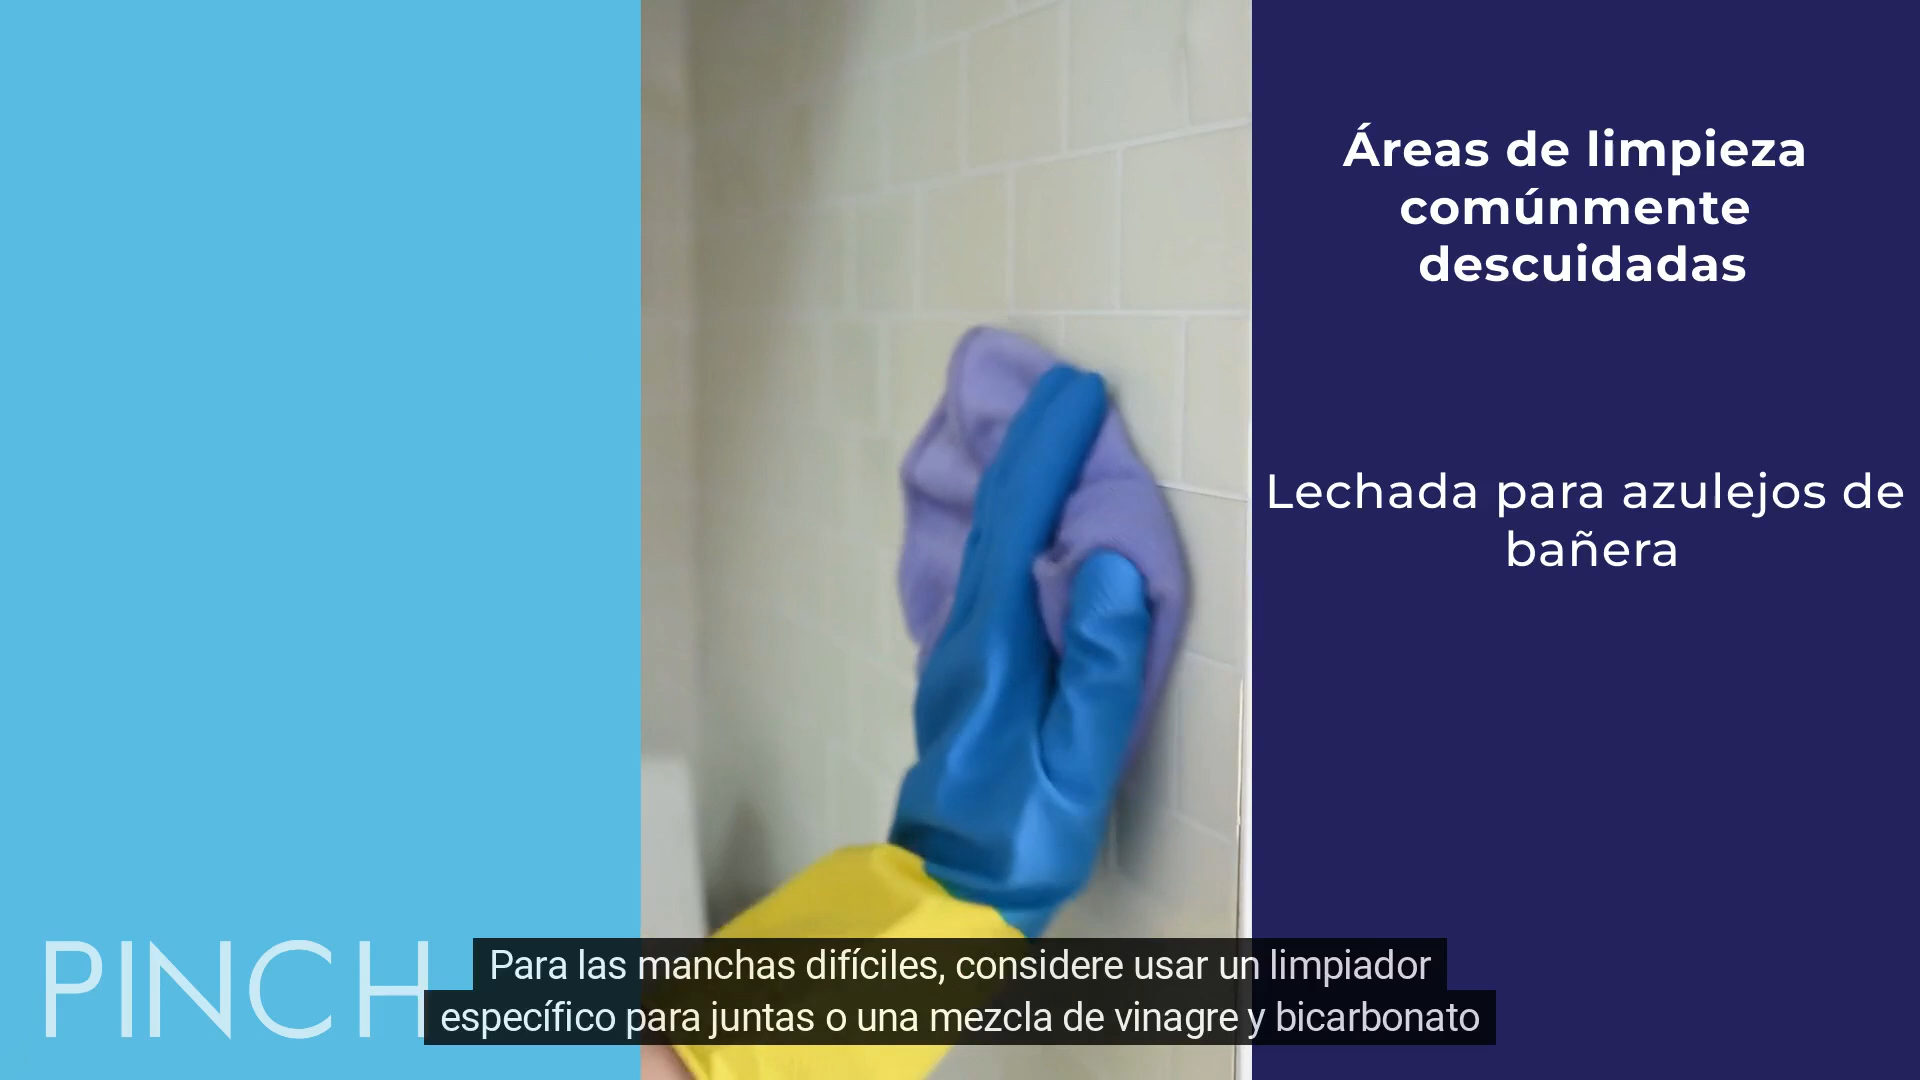 Áreas de limpieza
comúnmente
descuidadas
Lechada para azulejos de
bañera
PINCH
Para las manchas difíciles, considere usar un limpiador
específico para juntas o una mezcla de vinagre y bicarbonato